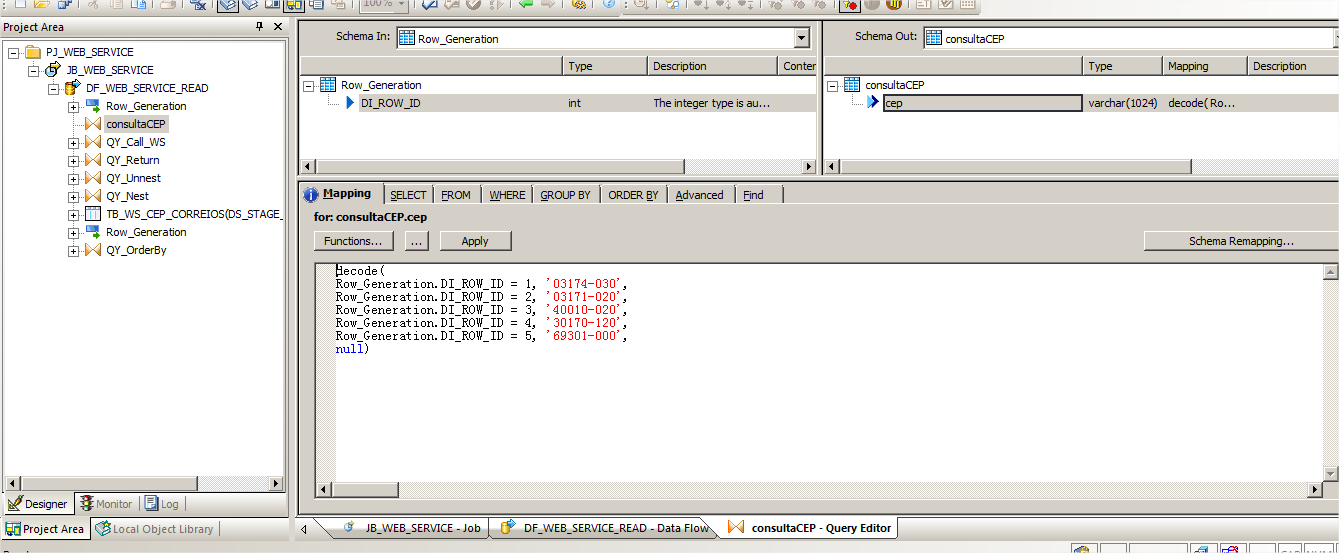 100%
Project Area
PJ_WEB_SERVICE
JB_WEB_SERVICE
DF_WEB_SERVICE_READ
Row_Generation
consultaCEP
QY_Call_WS
QY_Return
QY_Unnest
QY_Nest
TB_WS_CEP_CORREIOS(DS_STAGE_
Row_Generation
QY_OrderBy
Designer
Monitor
Log
Project Area
Local Object Library
Schema In:
Row_Generation
Type
Description
Conten
Row_Generation
DI_ROW_ID
int
The integer type is au...
Schema Out:
consultaCEP
Type
Mapping
Description
consultaCEP
cep
varchar(1024)
decode( Ro...
Mapping
SELECT
FROM
WHERE
GROUP BY
ORDER BY
Advanced
Find
for: consultaCEP.cep
Functions...
...
Apply
Schema Remapping...
decode(
Row_Generation.DI_ROW_ID = 1, '03174-030',
Row_Generation.DI_ROW_ID = 2, '03171-020',
Row_Generation.DI_ROW_ID = 3, '40010-020',
Row_Generation.DI_ROW_ID = 4, '30170-120',
Row_Generation.DI_ROW_ID = 5, '69301-000',
null)
JB_WEB_SERVICE - Job
DF_WEB_SERVICE_READ - Data Flow
consultaCEP - Query Editor